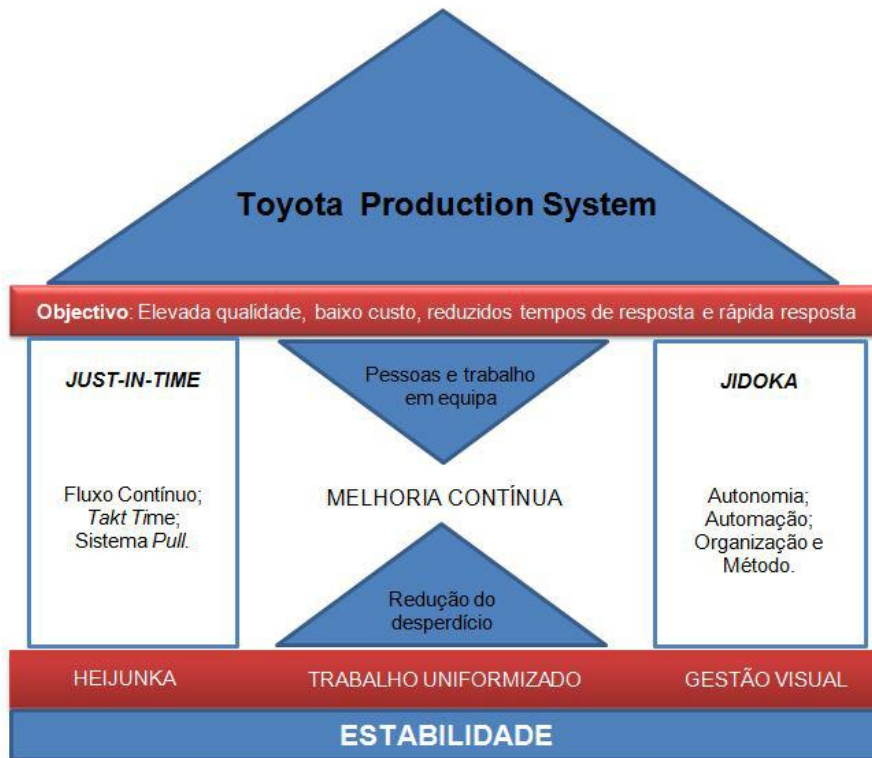 Toyota Production System
Objectivo: Elevada qualidade, baixo custo, reduzidos tempos de resposta e rápida resposta
JUST-IN-TIME
Fluxo Contínuo;
Takt Time;
Sistema Pull.
Pessoas e trabalho
em equipa
MELHORIA CONTÍNUA
Redução do
desperdício
JIDOKA
Autonomia;
Automação;
Organização e
Método.
HEIJUNKA
TRABALHO UNIFORMIZADO
GESTÃO VISUAL
ESTABILIDADE